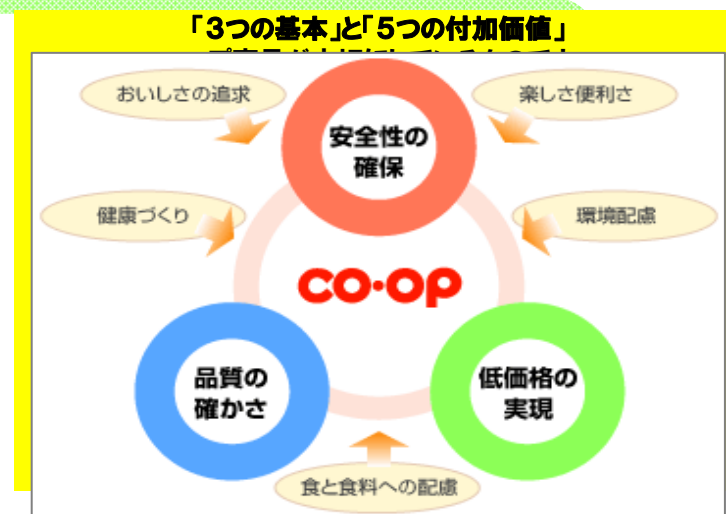 「3つの基本」と「5つの付加価値」
おいしさの追求
楽しさ便利さ
安全性の
確保
健康づくり
環境配慮
CO・OP
品質の
確かさ
低価格の
実現
食と食料への配慮